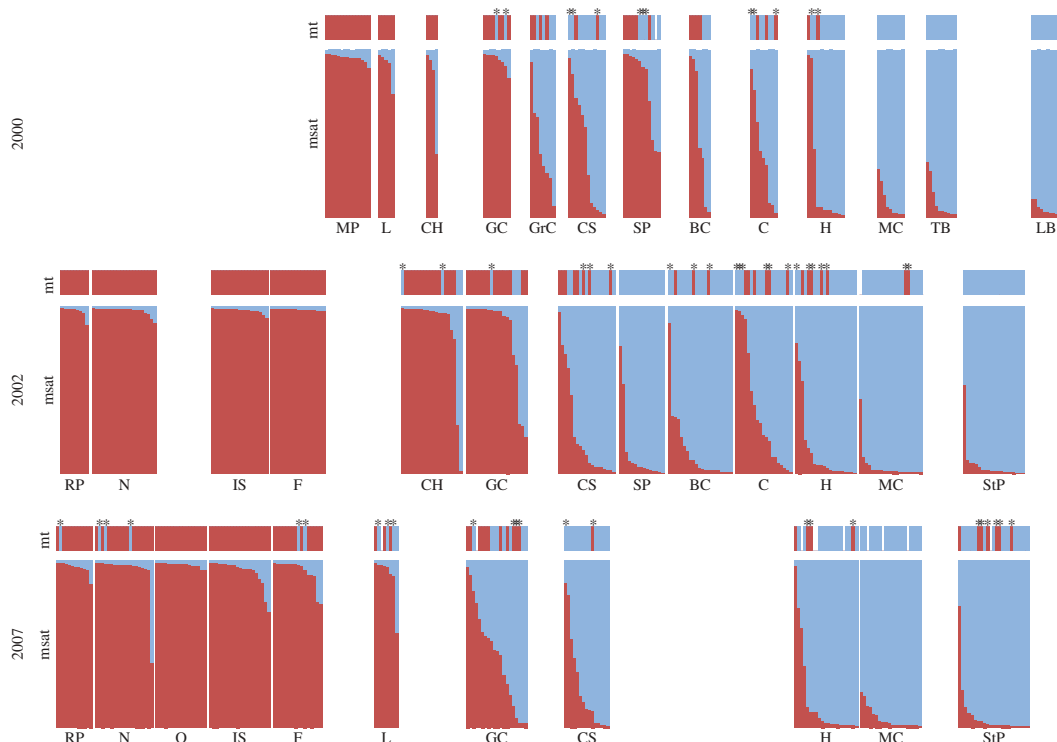 * * * * * * * * * * * * * *
mt
2000
msat
MP L CH GC GrC CS SP BC C H MC TB LB
* * * * * * * * * * * * * * * * * * * * * *
mt
2002
msat
RP N IS F CH GC CS SP BC C H MC StP
* * * * * * * * * * * * * * * * * * * * * * * *
mt
2007
msat
RP N O IS F L GC CS H MC StP